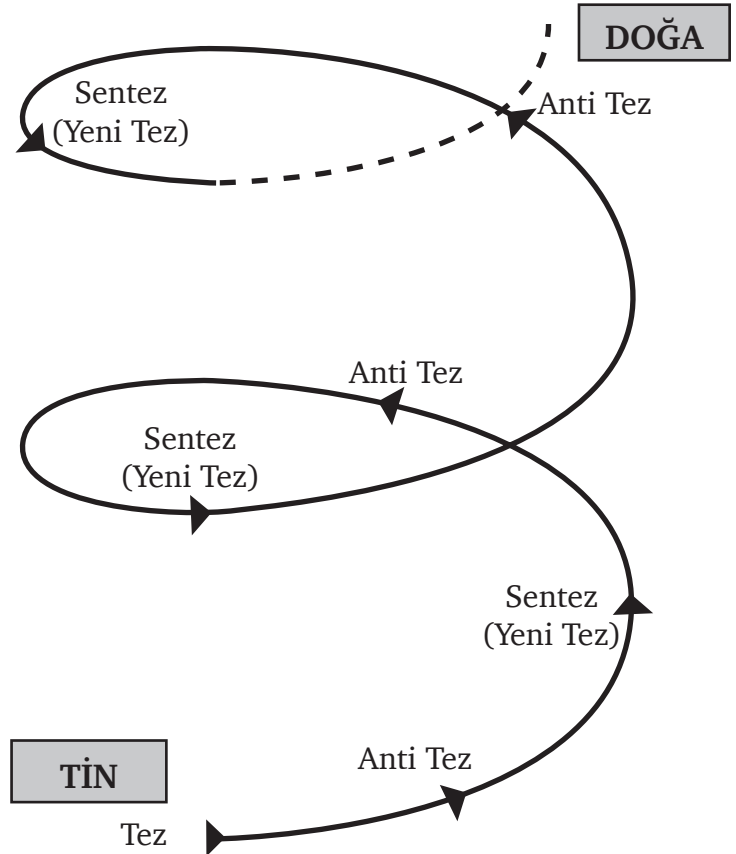 DOĞA
Sentez
(Yeni Tez)
Anti Tez
Anti Tez
Sentez
(Yeni Tez)
Sentez
(Yeni Tez)
TİN
Anti Tez
Tez